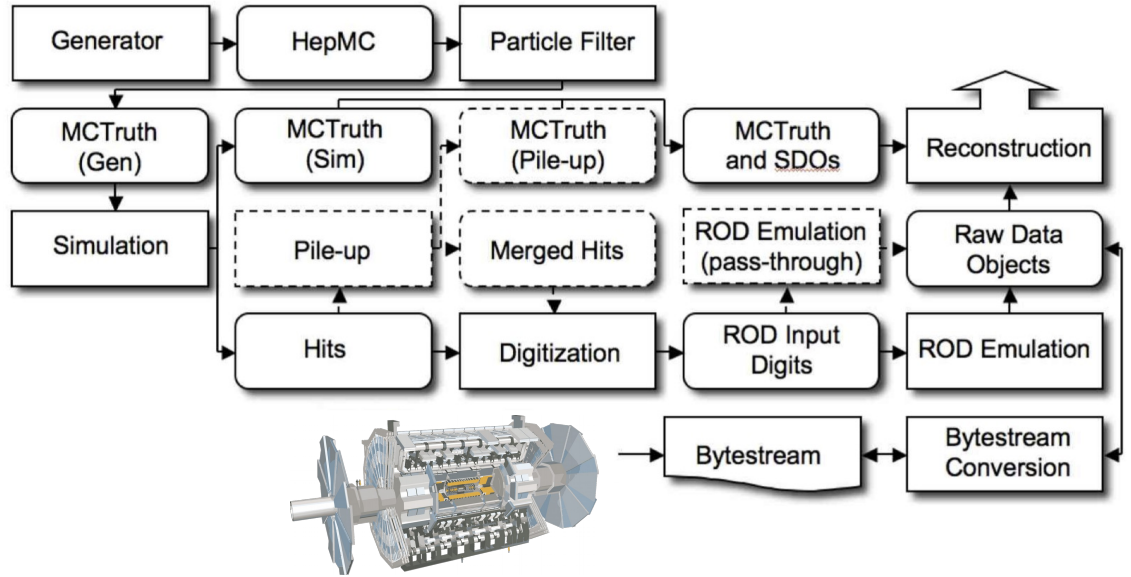 Generator
HepMC
Particle Filter
MCTruth
(Gen)
MCTruth
(Sim)
MCTruth
(Pile-up)
MCTruth
and SDOs
Reconstruction
Simulation
Pile-up
Merged Hits
ROD Emulation
(pass-through)
Raw Data
Objects
Hits
Digitization
ROD Input
Digits
ROD Emulation
Bytestream
Bytestream
Conversion